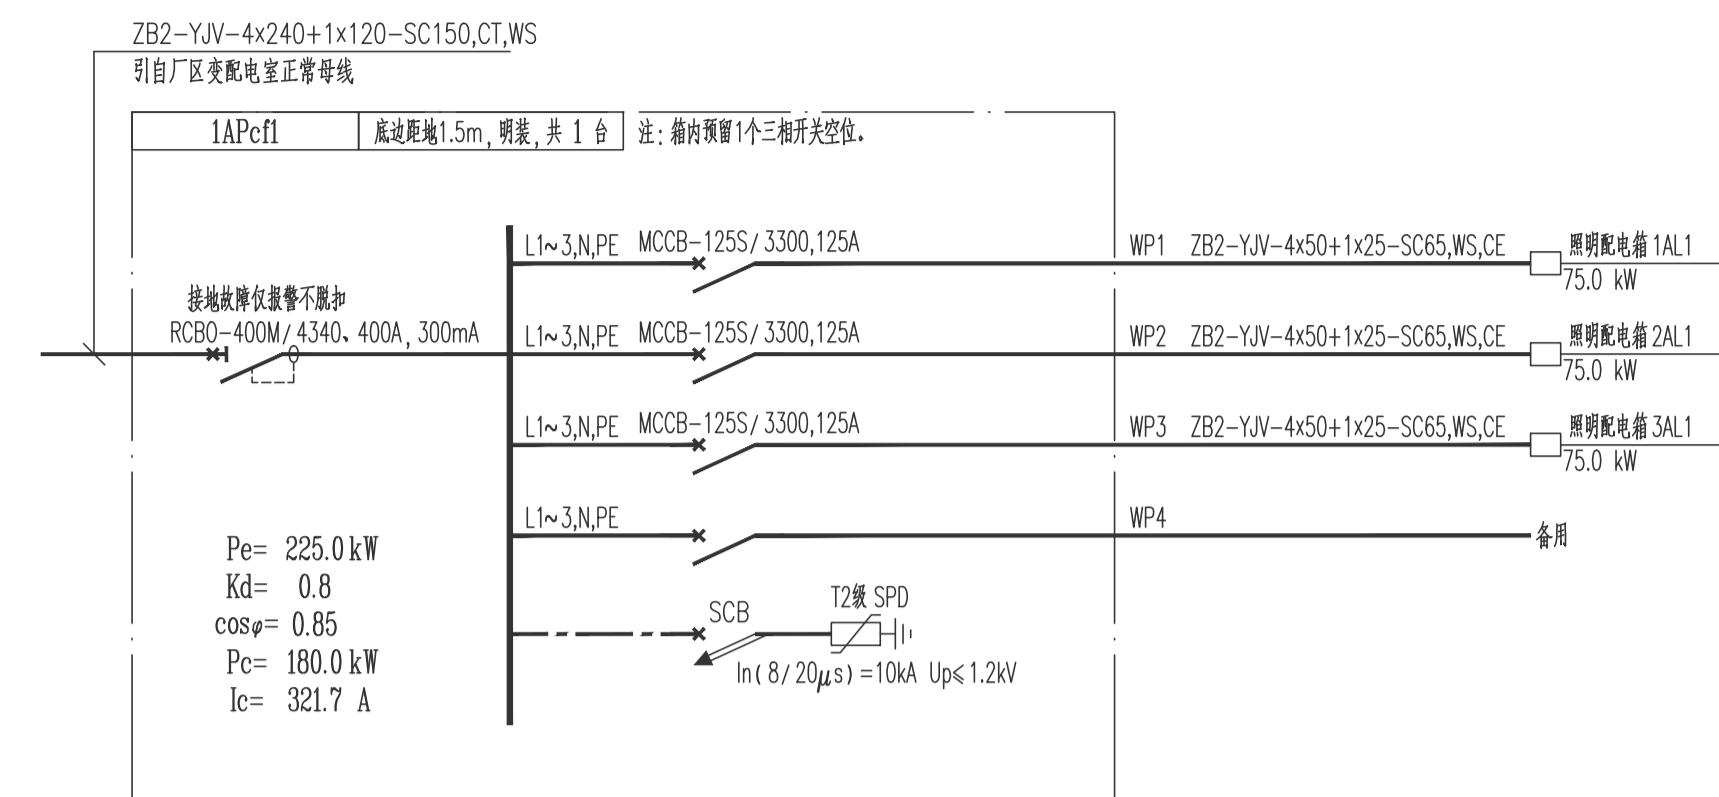 ZB2-YJV-4x240+1x120-SC150,CT,WS
引自厂区变配电室正常母线
1APcf1
底边距地1.5m,明装,共 1 台
注:箱内预留1个三相开关空位。
接地故障仅报警不脱扣
RCBO-400M/4340、400A,300mA
L1~3,N,PE MCCB-125S/3300,125A WP1 ZB2-YJV-4x50+1x25-SC65,WS,CE 照明配电箱 1AL1
75.0 kW
L1~3,N,PE MCCB-125S/3300,125A WP2 ZB2-YJV-4x50+1x25-SC65,WS,CE 照明配电箱 2AL1
75.0 kW
L1~3,N,PE MCCB-125S/3300,125A WP3 ZB2-YJV-4x50+1x25-SC65,WS,CE 照明配电箱 3AL1
75.0 kW
L1~3,N,PE WP4 备用
SCB T2级 SPD
In(8/20μs)=10kA Up≤1.2kV
Pe= 225.0 kW
Kd= 0.8
cosφ= 0.85
Pc= 180.0 kW
Ic= 321.7 A